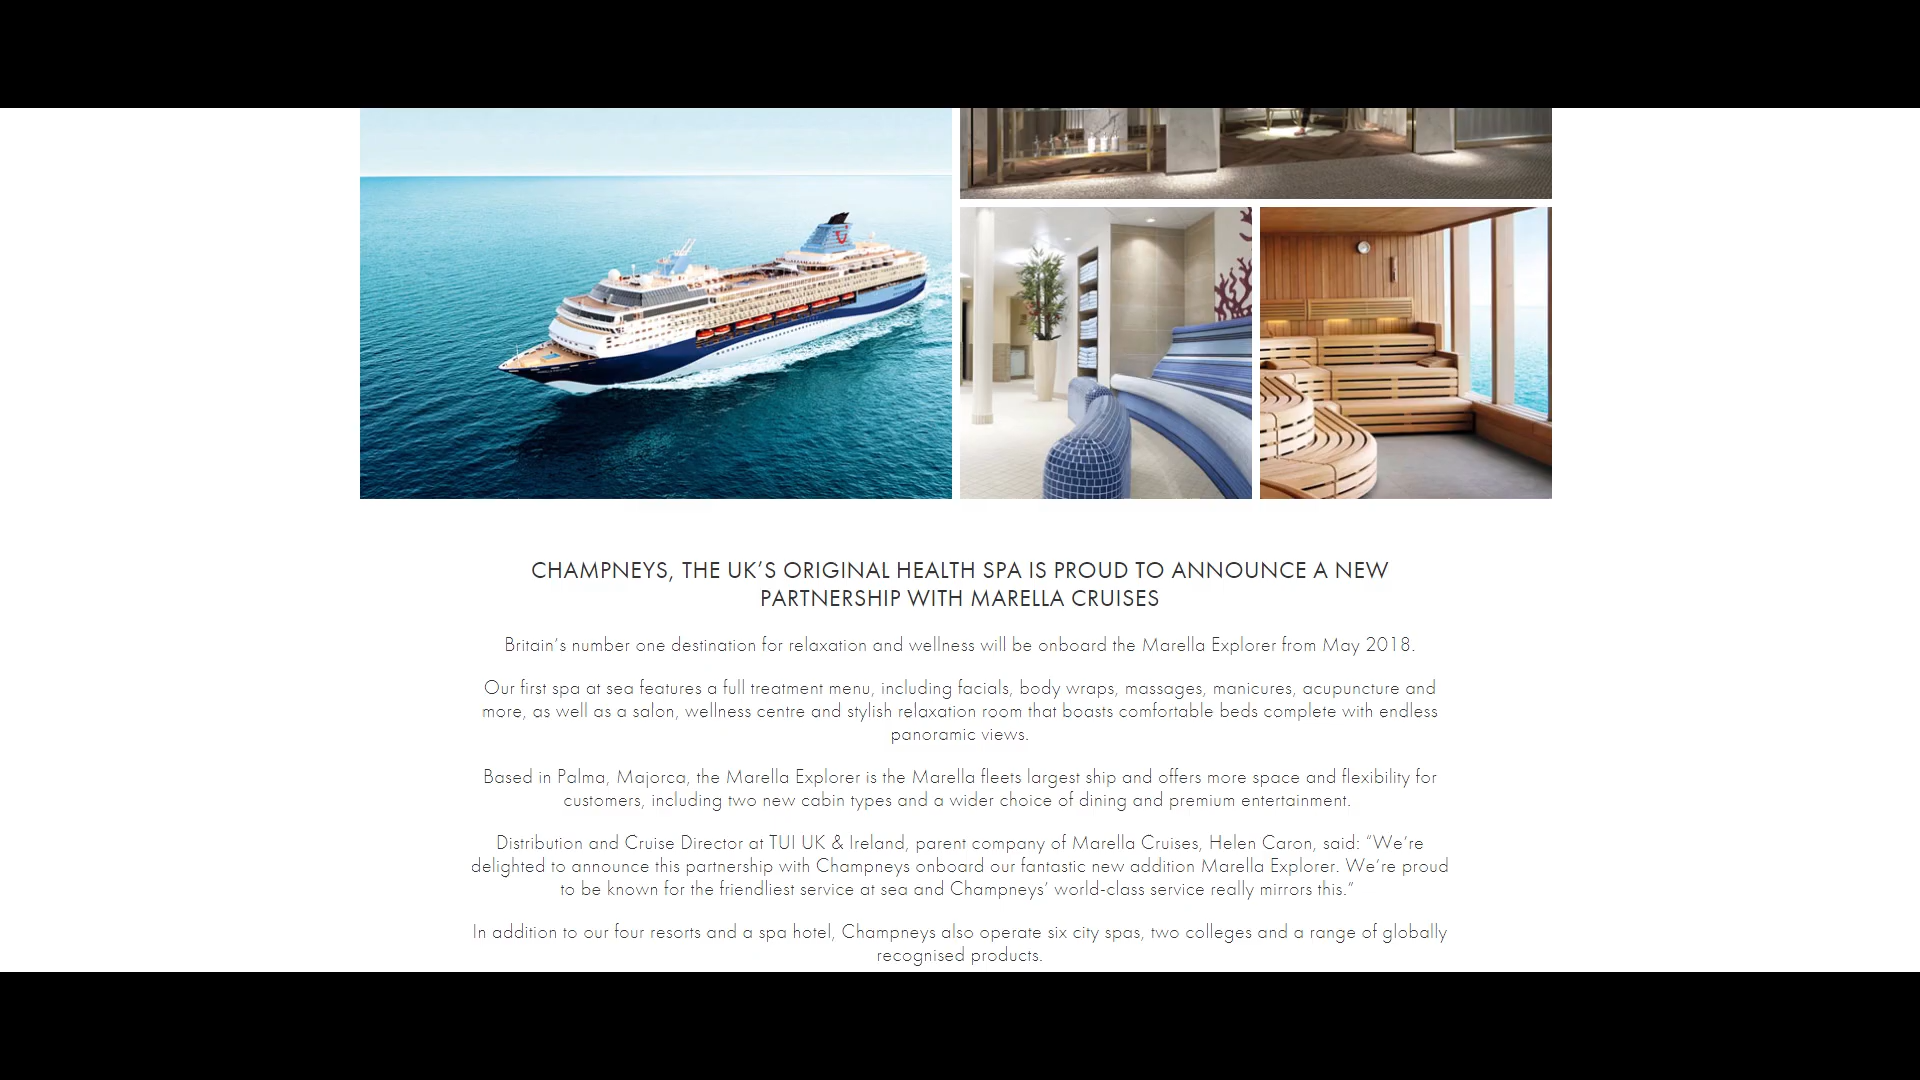 CHAMPNEYS, THE UK’S ORIGINAL HEALTH SPA IS PROUD TO ANNOUNCE A NEW
PARTNERSHIP WITH MARELLA CRUISES
Britain’s number one destination for relaxation and wellness will be onboard the Marella Explorer from May 2018.
Our first spa at sea features a full treatment menu, including facials, body wraps, massages, manicures, acupuncture and
more, as well as a salon, wellness centre and stylish relaxation room that boasts comfortable beds complete with endless
panoramic views.
Based in Palma, Majorca, the Marella Explorer is the Marella fleets largest ship and offers more space and flexibility for
customers, including two new cabin types and a wider choice of dining and premium entertainment.
Distribution and Cruise Director at TUI UK & Ireland, parent company of Marella Cruises, Helen Caron, said: “We’re
delighted to announce this partnership with Champneys onboard our fantastic new addition Marella Explorer. We’re proud
to be known for the friendliest service at sea and Champneys’ world-class service really mirrors this.”
In addition to our four resorts and a spa hotel, Champneys also operate six city spas, two colleges and a range of globally
recognised products.